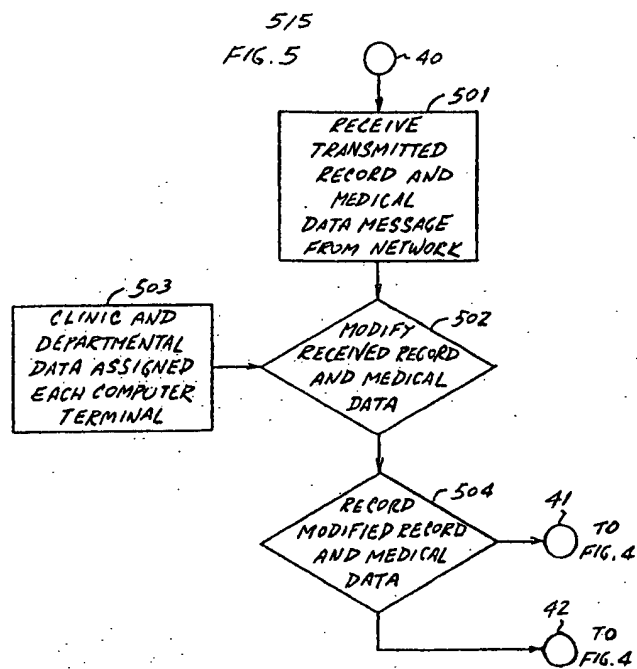 5/5
FIG. 5
40
501
RECEIVE
TRANSMITTED
RECORD AND
MEDICAL
DATA MESSAGE
FROM NETWORK
503
CLINIC AND
DEPARTMENTAL
DATA ASSIGNED
EACH COMPUTER
TERMINAL
502
MODIFY
RECEIVED RECORD
AND MEDICAL
DATA
504
RECORD
MODIFIED RECORD
AND MEDICAL
DATA
41
TO
FIG. 4
42
TO
FIG. 4